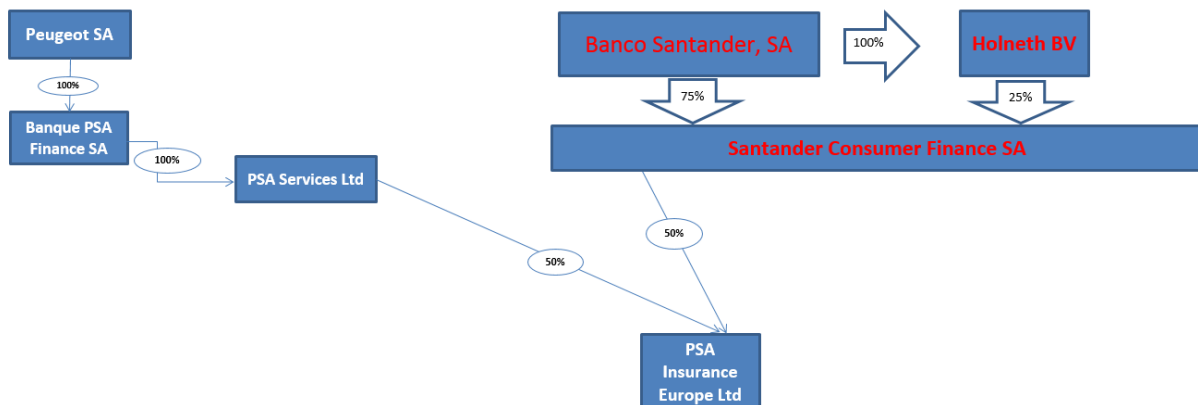 Peugeot SA
100%
Banque PSA
Finance SA
100%
PSA Services Ltd
50%
Banco Santander, SA
100%
Holneth BV
75%
25%
Santander Consumer Finance SA
50%
PSA
Insurance
Europe Ltd